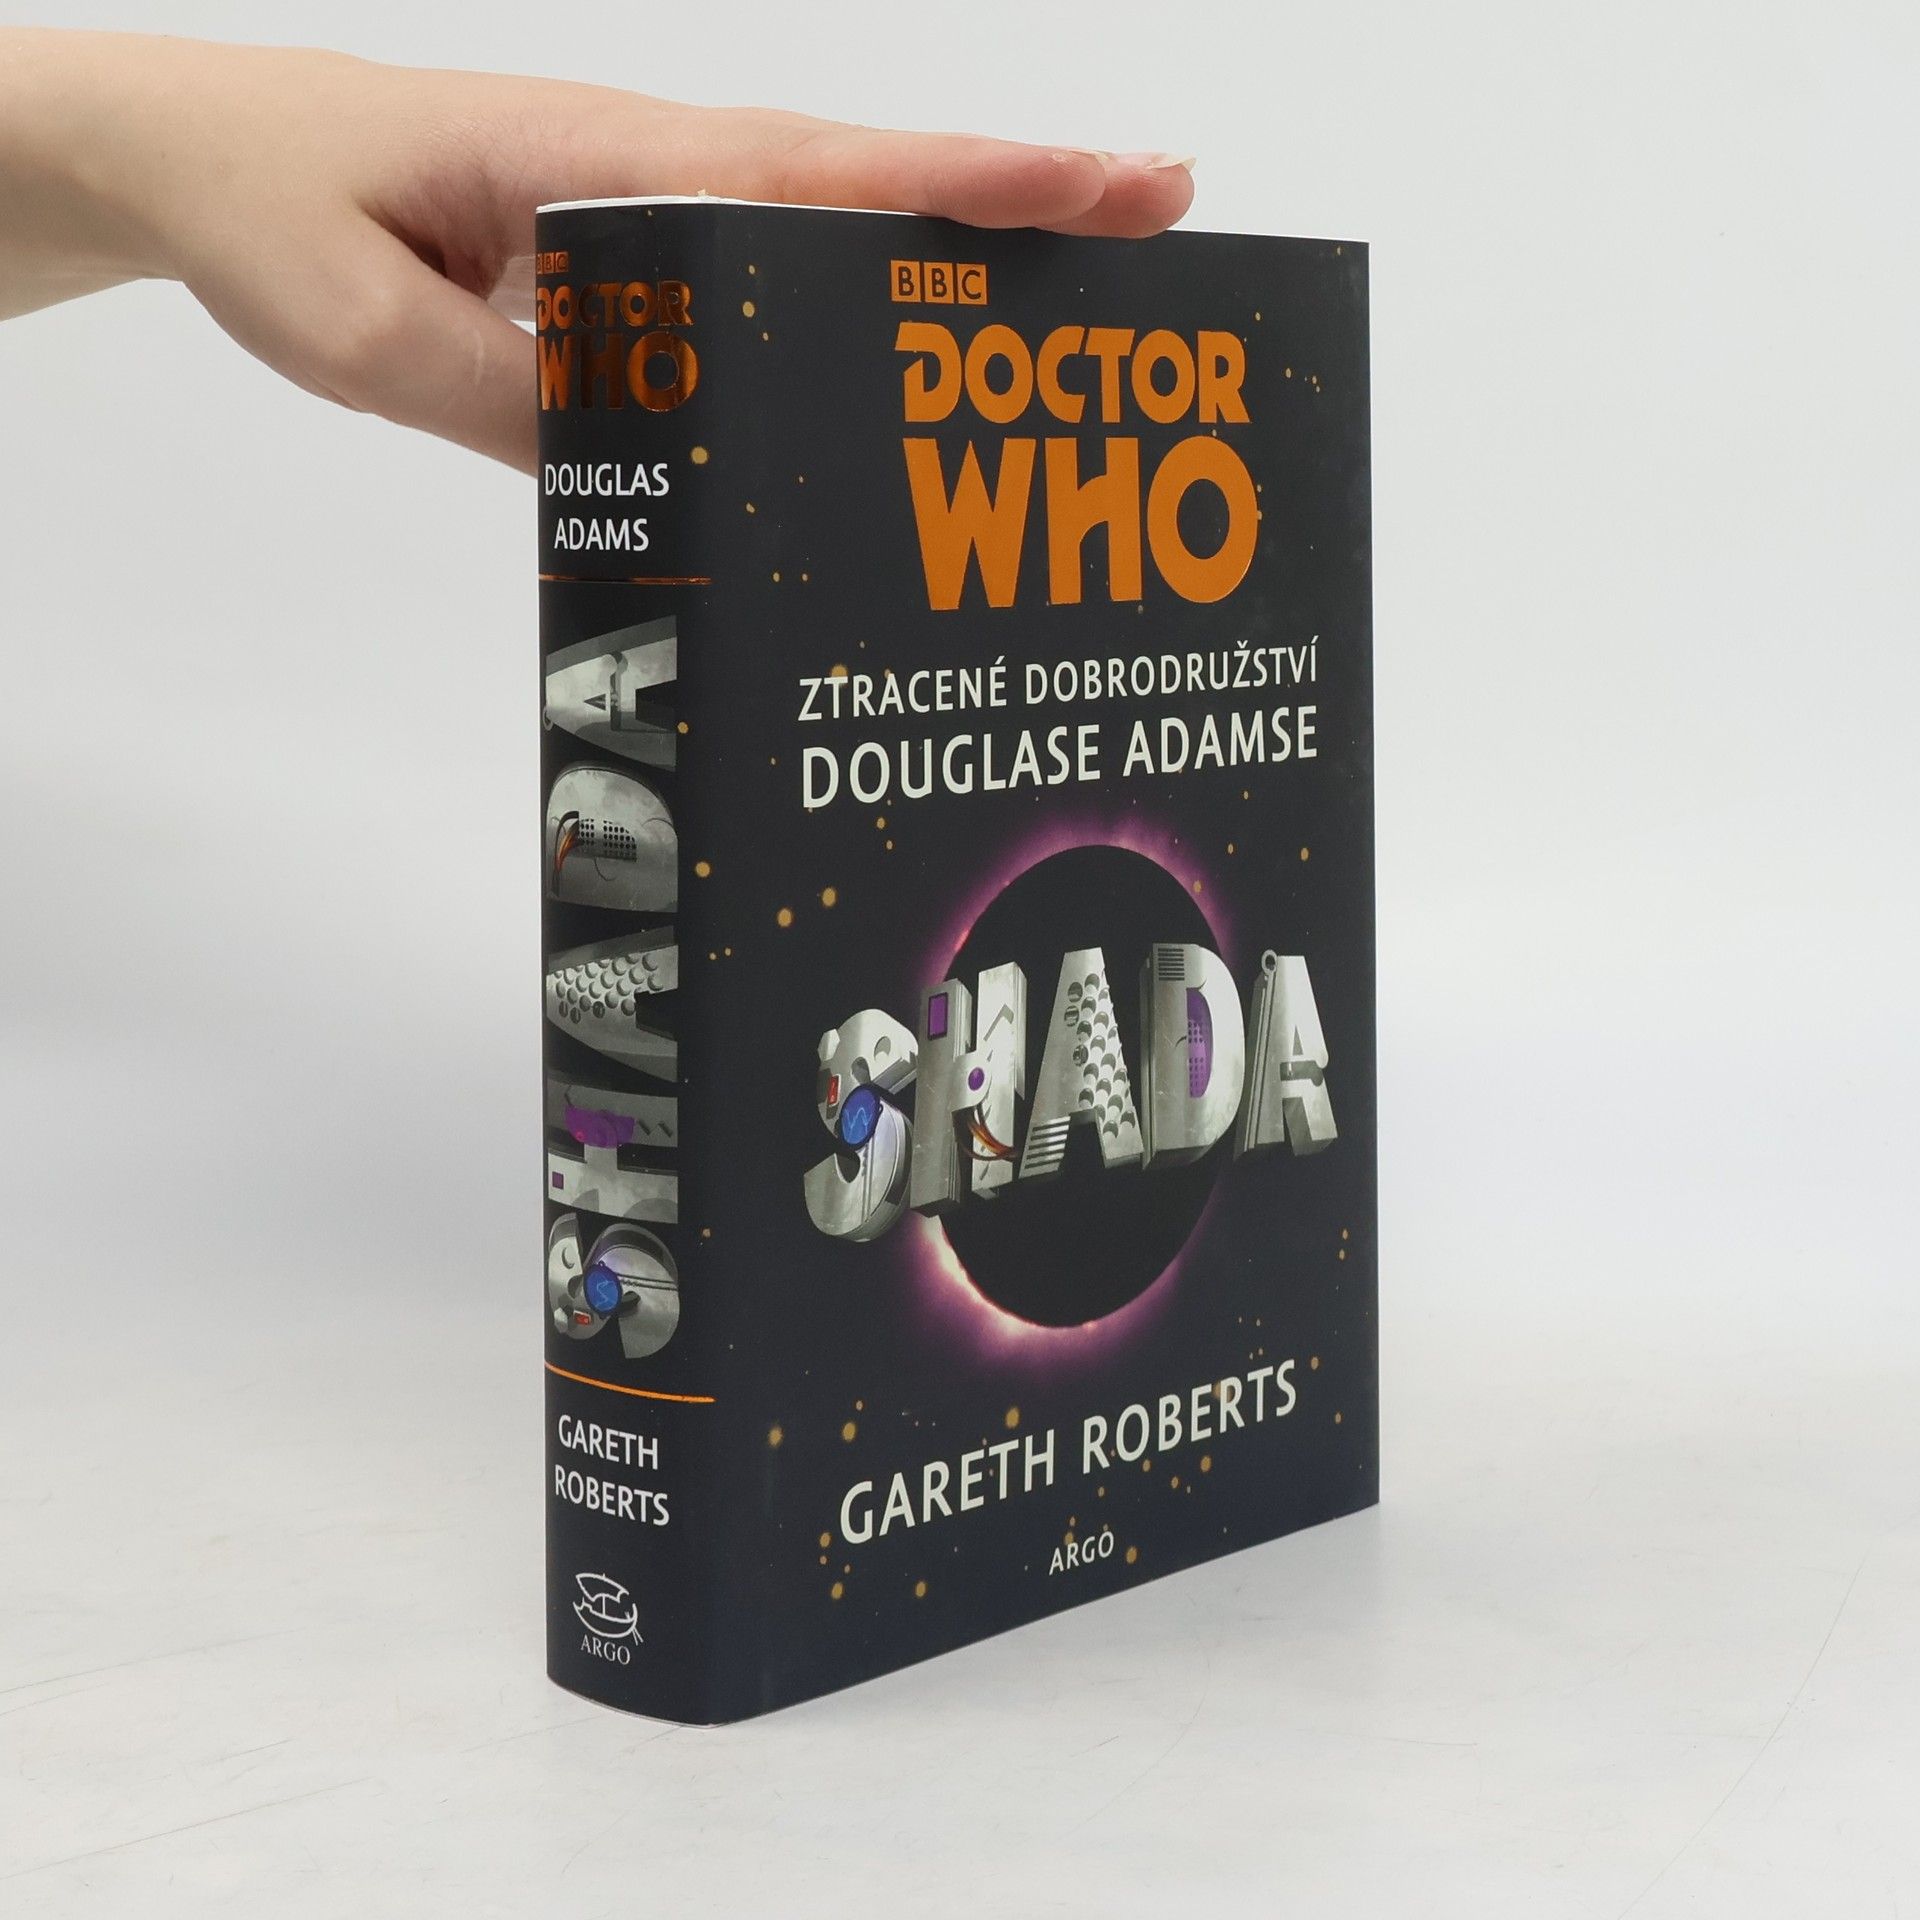 BBC
DOCTOR
WHO
DOUGLAS
ADAMS
SHADA
GARETH
ROBERTS
ARGO
BBC
DOCTOR
WHO
ZTRACENÉ DOBRODRUŽSTVÍ
DOUGLASE ADAMSE
SHADA
GARETH ROBERTS
ARGO